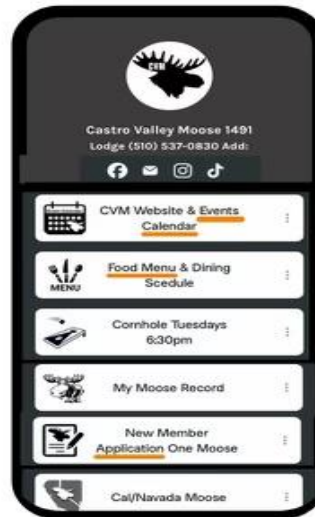 CVM
Castro Valley Moose 1491
Lodge (510) 537-0830 Add:
CVM Website & Events
Calendar
MENU
Food Menu & Dining
Scedule
Cornhole Tuesdays
6:30pm
My Moose Record
New Member
Application One Moose
Cal/Navada Moose